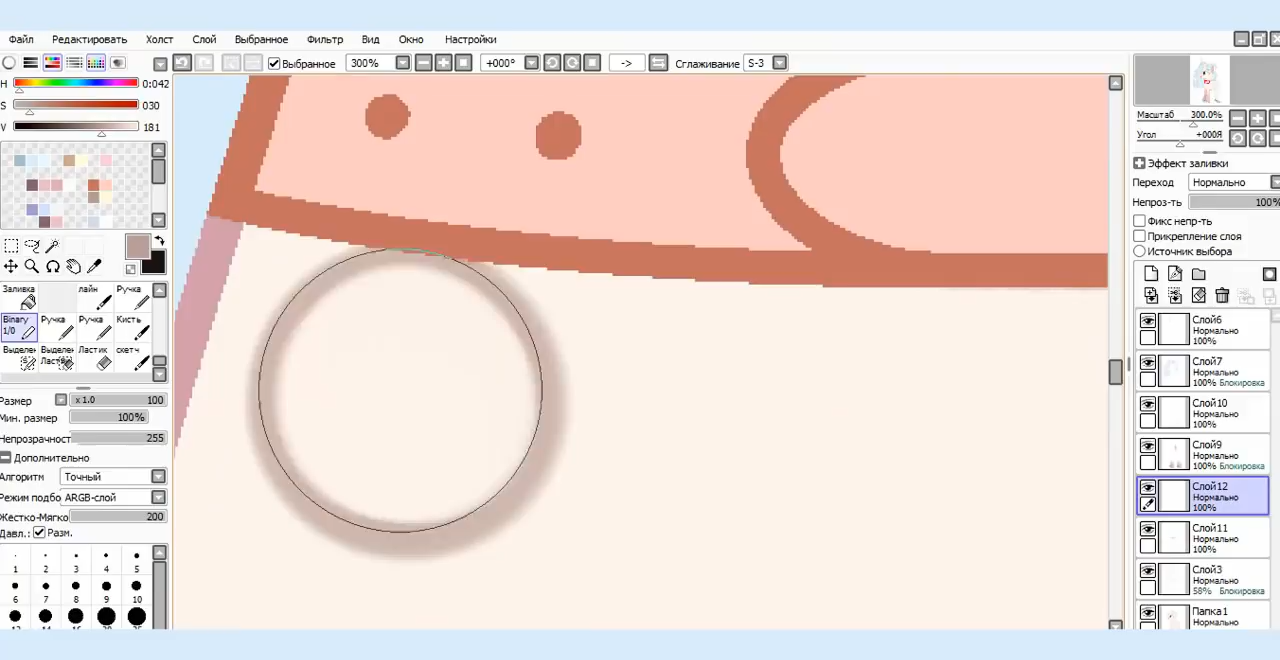 Файл Редактировать Холст Слой Выбранное Фильтр Вид Окно Настройки
Выбранное 300% +000° -> Сглаживание S-3
H 0:042
S 030
V 181
Заливка лайн Ручка
Binary 1/0 Ручка Ручка Кисть
Выделен Выделен Ластик скетч
Ластик
Размер x 1.0 100
Мин. размер 100%
Непрозрачност 255
Дополнительно
Алгоритм Точный
Режим подбо ARGB-слой
Жёстко-Мягко 200
Давл.: Разм.
1 2 3 4 5
6 7 8 9 10
Масштаб 300.0%
Угол +000Я
Эффект заливки
Переход Нормально
Непроз-ть 100%
Фикс непр-ть
Прикрепление слоя
Источник выбора
Слой6
Нормально
100%
Слой7
Нормально
100% Блокировка
Слой10
Нормально
100%
Слой9
Нормально
100% Блокировка
Слой12
Нормально
100%
Слой11
Нормально
100%
Слой3
Нормально
58% Блокировка
Папка1
Нормально